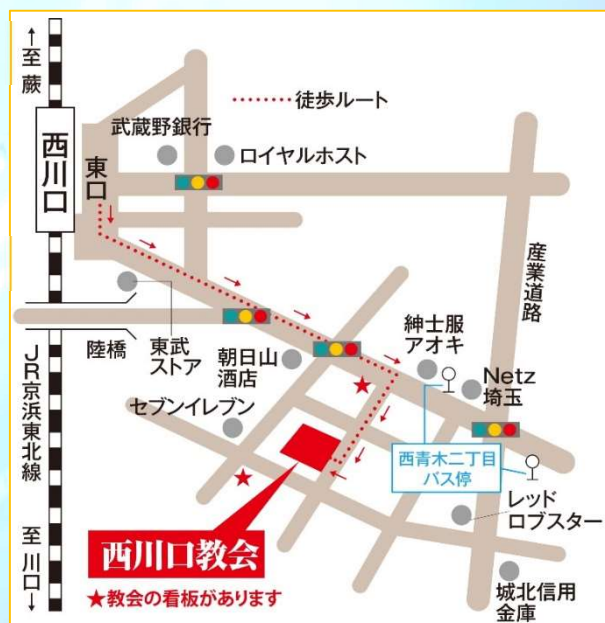 ←至 蕨
西川口
東口
徒歩ルート
武蔵野銀行
ロイヤルホスト
産業道路
陸橋
東武
ストア
朝日山
酒店
紳士服
アオキ
Netz
埼玉
セブンイレブン
西青木二丁目
バス停
レッド
ロブスター
JR京浜東北線
西川口教会
★教会の看板があります
城北信用
金庫
至 川口→